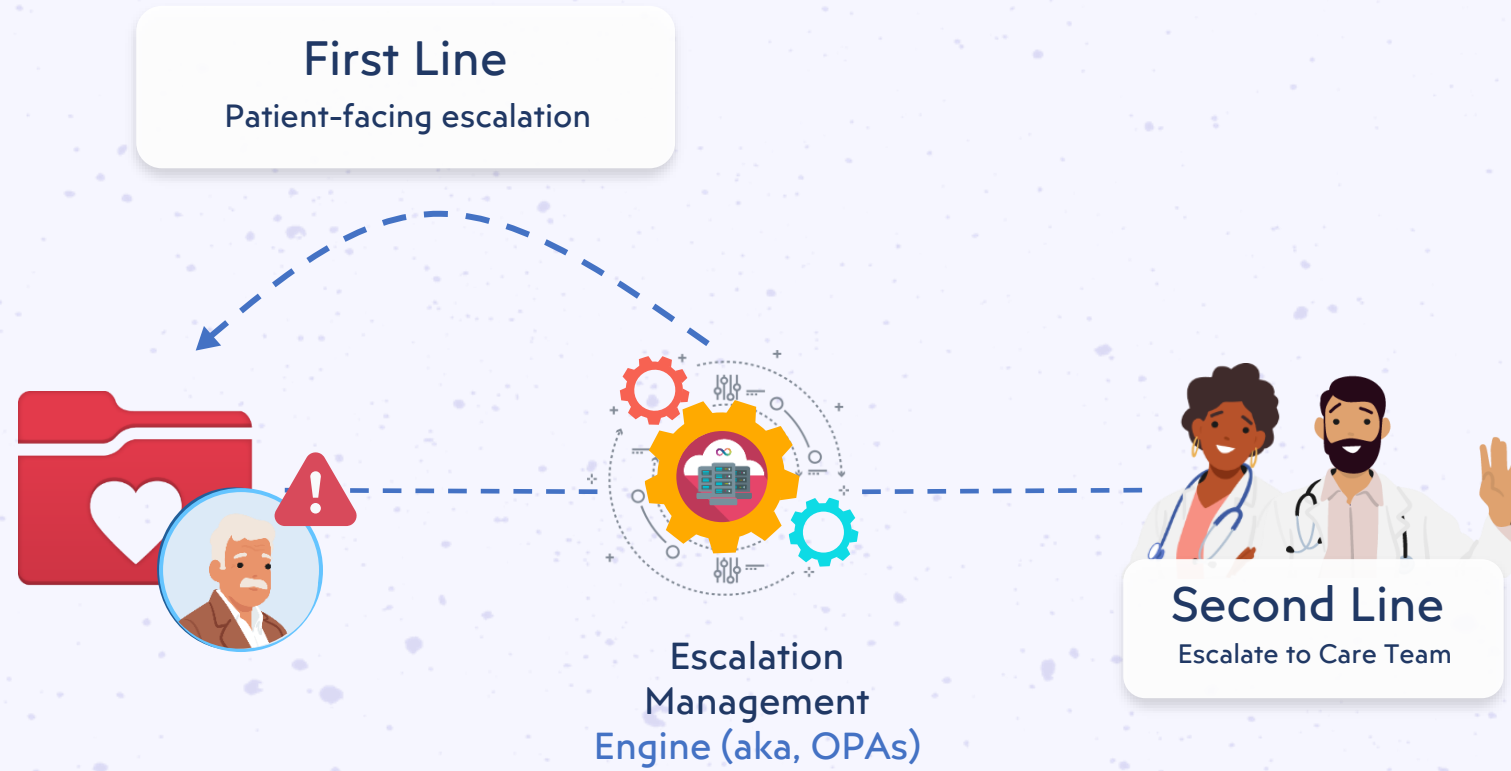 First Line
Patient-facing escalation
Escalation
Management
Engine (aka, OPAs)
Second Line
Escalate to Care Team